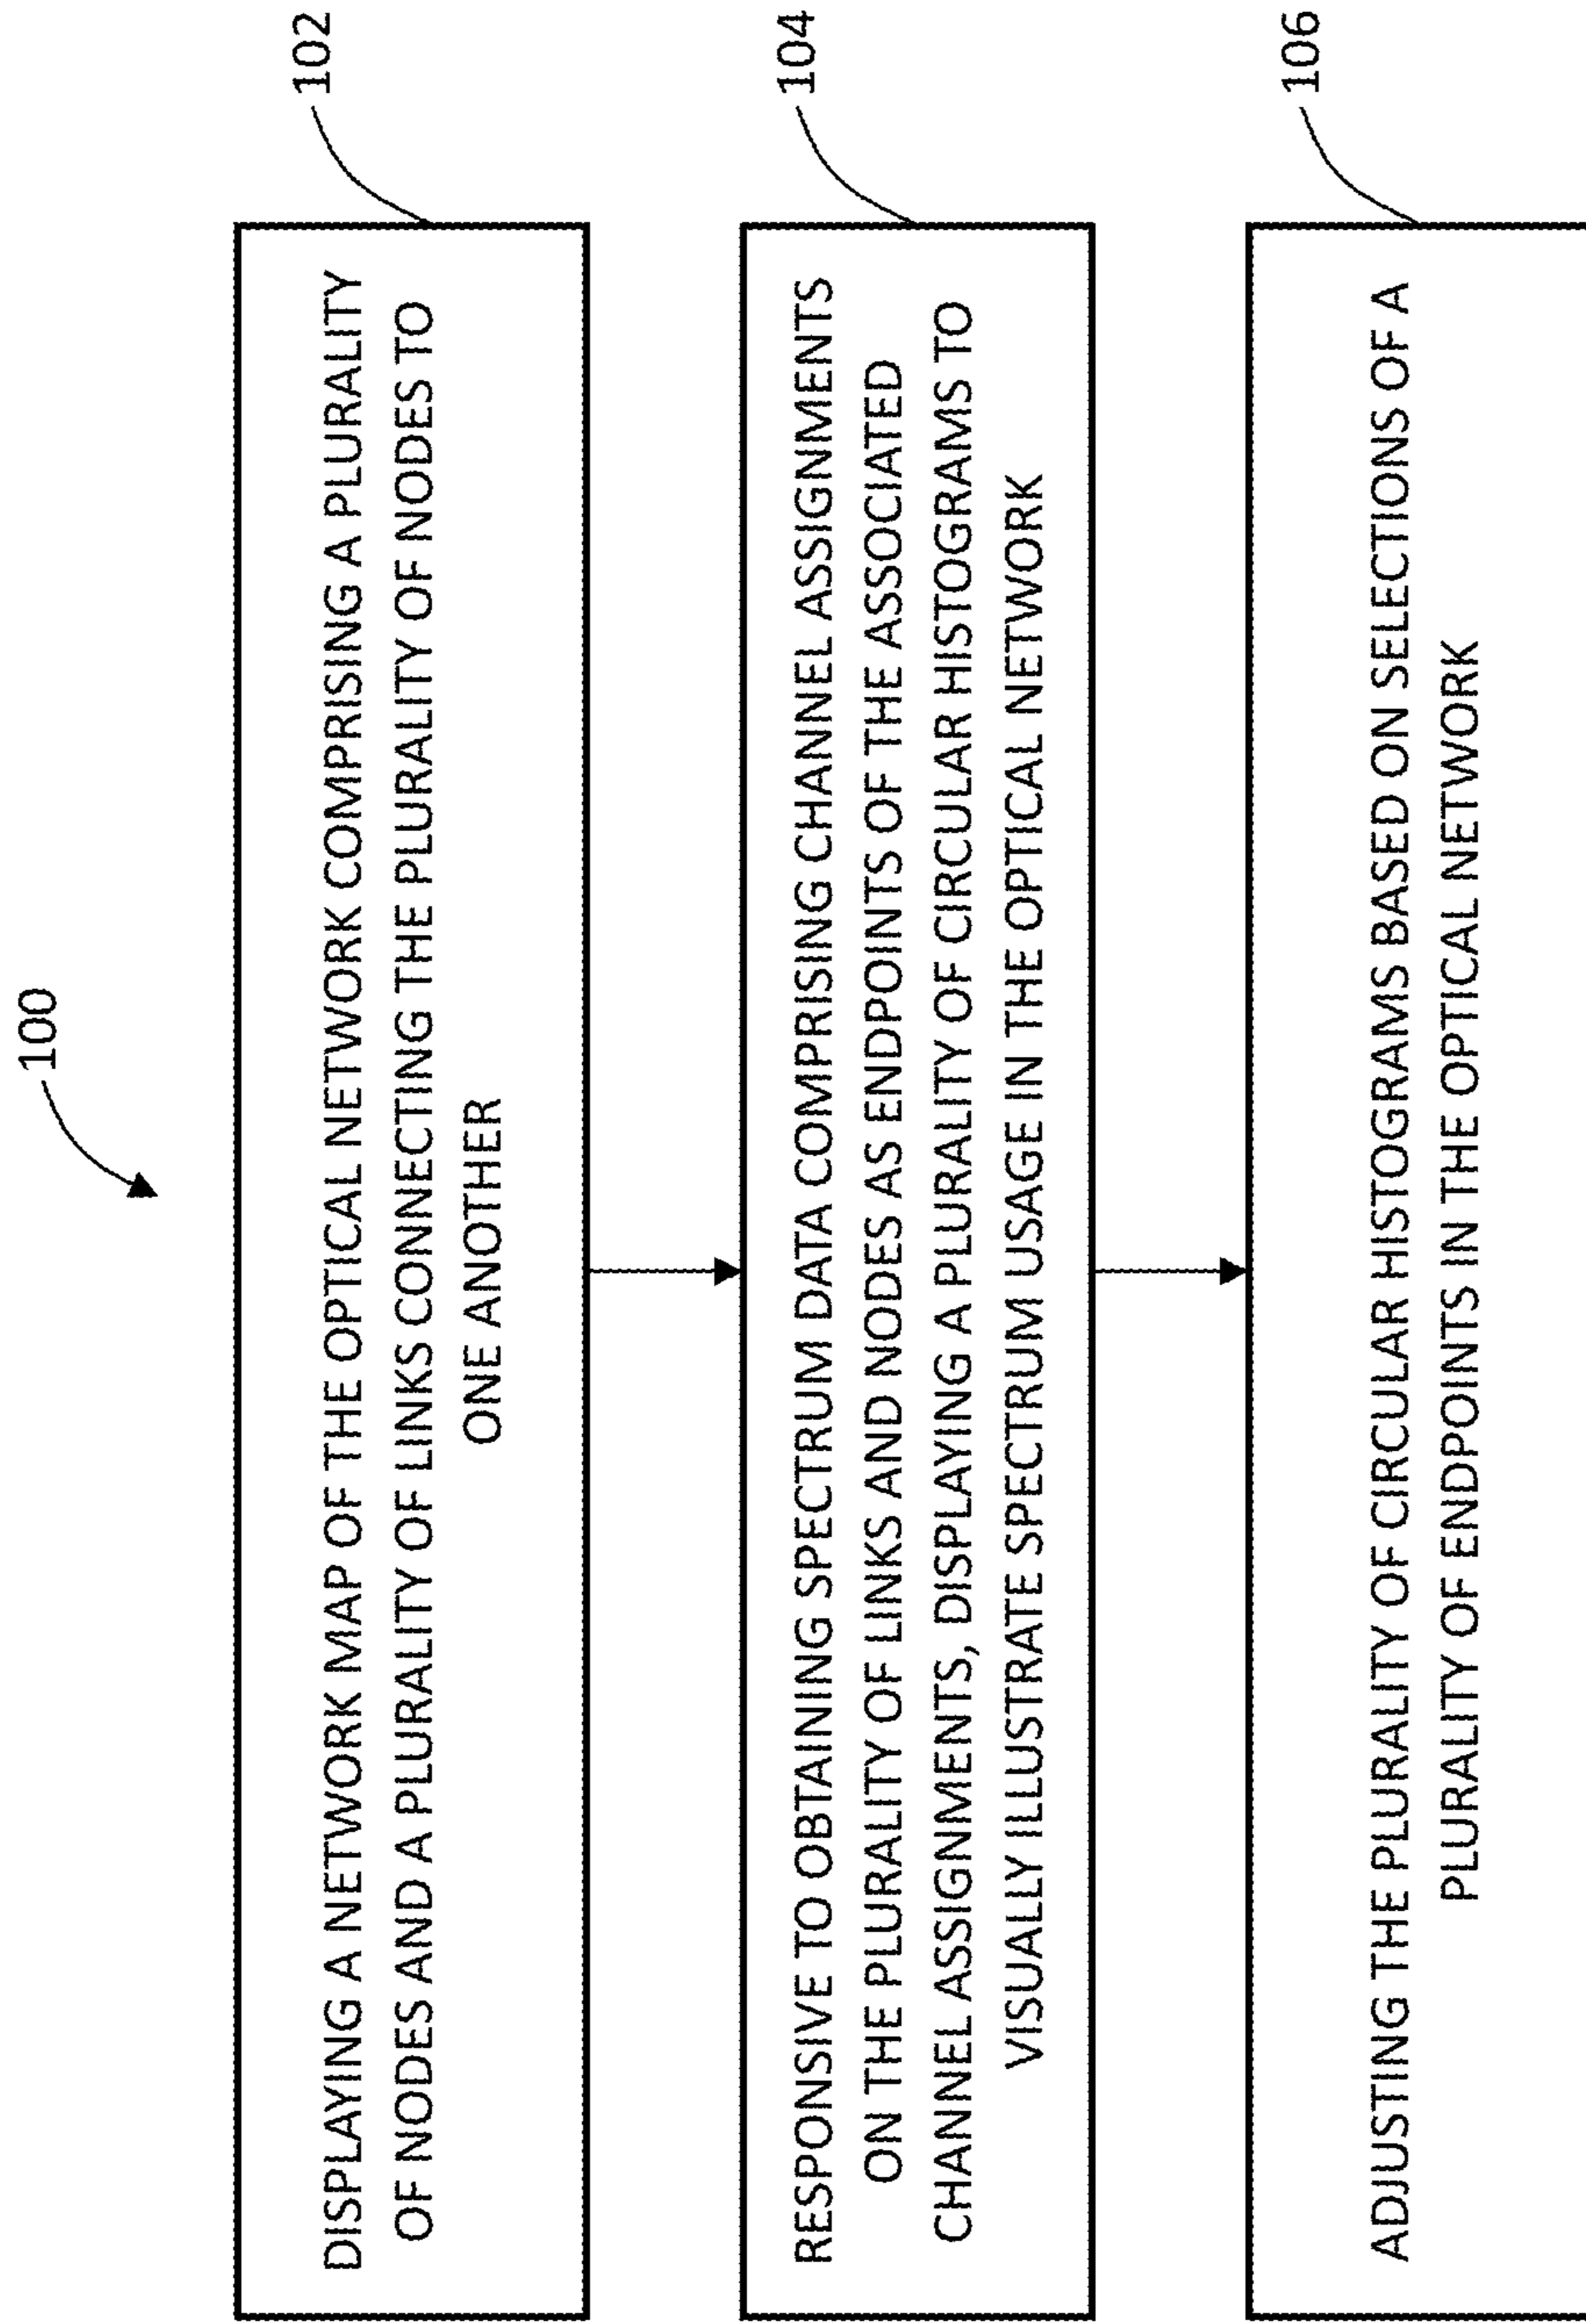 100
102
DISPLAYING A NETWORK MAP OF THE OPTICAL NETWORK COMPRISING A PLURALITY
OF NODES AND A PLURALITY OF LINKS CONNECTING THE PLURALITY OF NODES TO
ONE ANOTHER
104
RESPONSIVE TO OBTAINING SPECTRUM DATA COMPRISING CHANNEL ASSIGNMENTS
ON THE PLURALITY OF LINKS AND NODES AS ENDPOINTS OF THE ASSOCIATED
CHANNEL ASSIGNMENTS, DISPLAYING A PLURALITY OF CIRCULAR HISTOGRAMS TO
VISUALLY ILLUSTRATE SPECTRUM USAGE IN THE OPTICAL NETWORK
106
ADJUSTING THE PLURALITY OF CIRCULAR HISTOGRAMS BASED ON SELECTIONS OF A
PLURALITY OF ENDPOINTS IN THE OPTICAL NETWORK